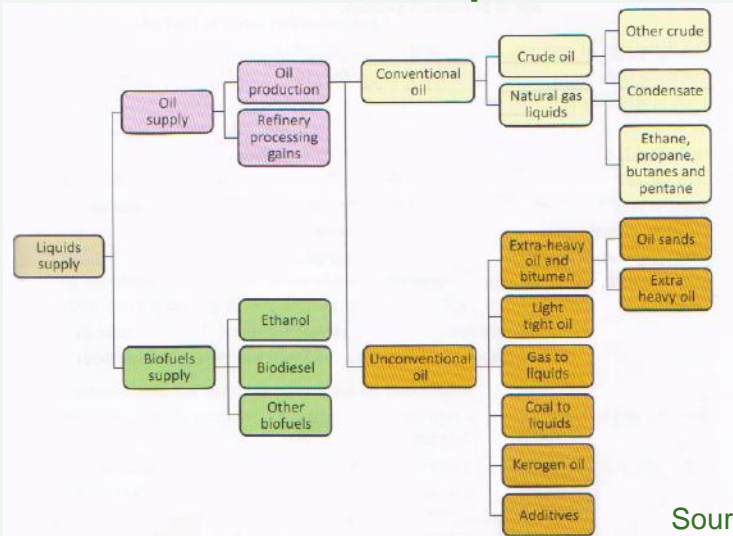 Liquids
supply
Oil
supply
Oil
production
Refinery
processing
gains
Conventional
oil
Crude oil
Other crude
Natural gas
liquids
Condensate
Ethane,
propane,
butanes and
pentane
Biofuels
supply
Ethanol
Biodiesel
Other
biofuels
Unconventional
oil
Extra-heavy
oil and
bitumen
Oil sands
Extra
heavy oil
Light
tight oil
Gas to
liquids
Coal to
liquids
Kerogen oil
Additives
Sour